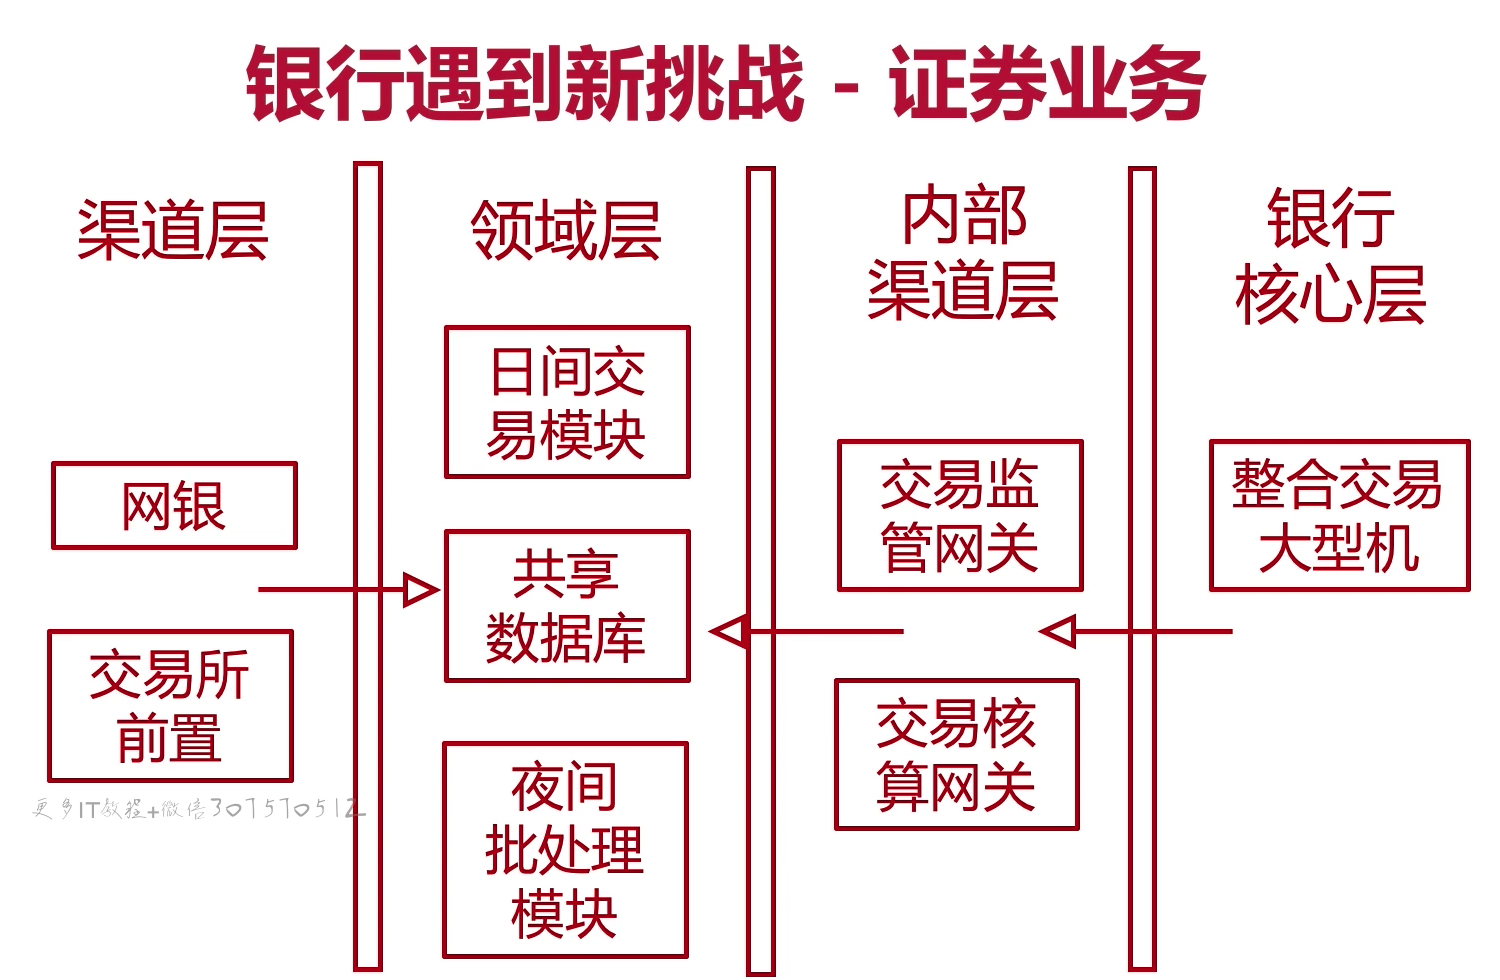 银行遇到新挑战 - 证券业务
渠道层
网银
交易所
前置
领域层
日间交
易模块
共享
数据库
夜间
批处理
模块
内部
渠道层
交易监
管网关
交易核
算网关
银行
核心层
整合交易
大型机
更多IT教程+微信307570512